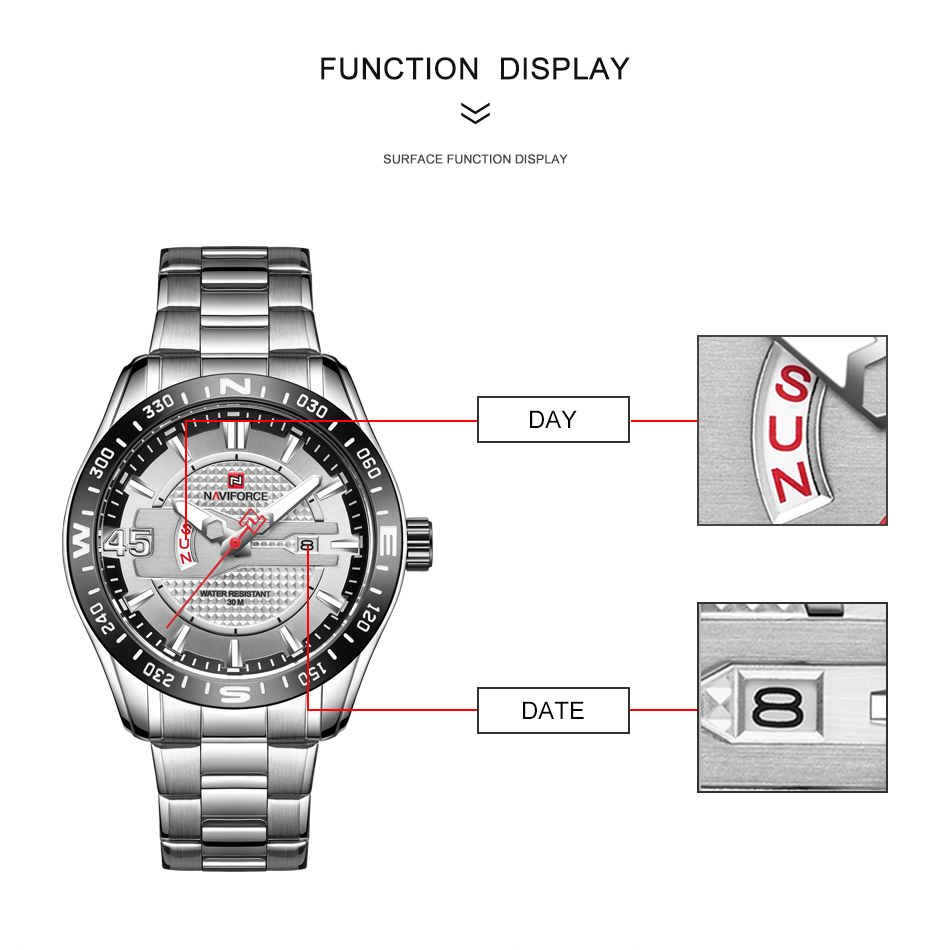 FUNCTION DISPLAY
SURFACE FUNCTION DISPLAY
N
030
060
E
120
150
S
230
240
W
300
330
NAVIFORCE
45
SUN
8
WATER RESISTANT
30 M
DAY
SUN
DATE
8